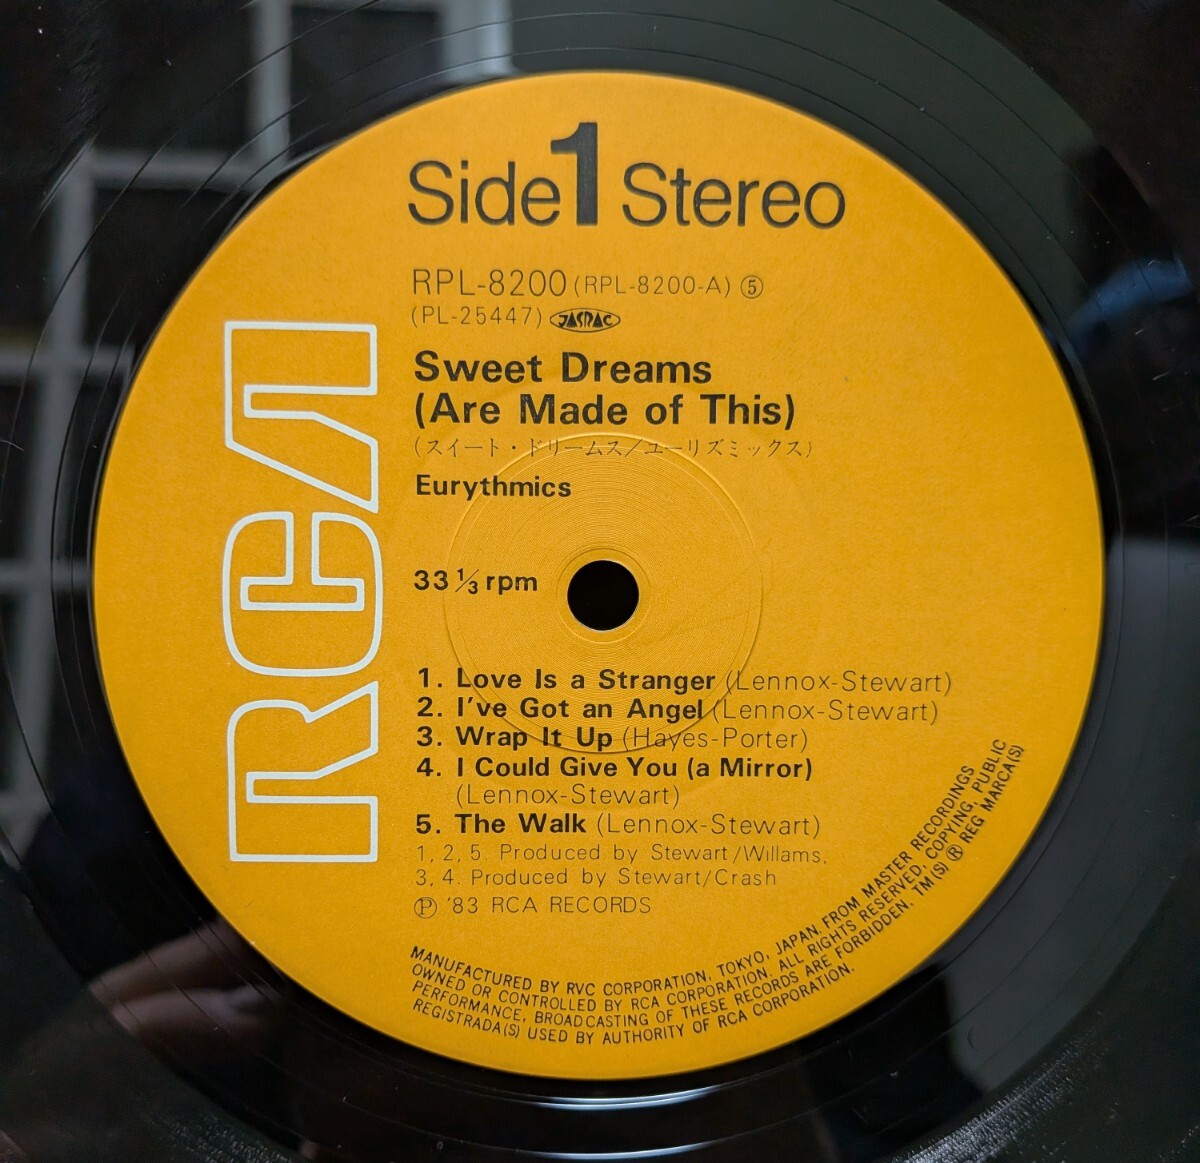 Side 1 Stereo
RPL-8200 (RPL-8200-A) ⑤
(PL-25447) JASRAC
Sweet Dreams
(Are Made of This)
(スイート・ドリームス/ユーリズミックス)
Eurythmics
33 1/3 rpm
RCA
1. Love Is a Stranger (Lennox-Stewart)
2. I've Got an Angel (Lennox-Stewart)
3. Wrap It Up (Hayes-Porter)
4. I Could Give You (a Mirror)
(Lennox-Stewart)
5. The Walk (Lennox-Stewart)
1, 2, 5. Produced by Stewart/Willams,
3, 4. Produced by Stewart/Crash
Ⓟ '83 RCA RECORDS
MANUFACTURED BY RVC CORPORATION, TOKYO, JAPAN, FROM MASTER RECORDINGS
OWNED OR CONTROLLED BY RCA CORPORATION. ALL RIGHTS RESERVED; COPYING, PUBLIC
PERFORMANCE, BROADCASTING OF THESE RECORDS ARE FORBIDDEN. TM(S) ® REG MARCA(S)
REGISTRADA(S) USED BY AUTHORITY OF RCA CORPORATION.